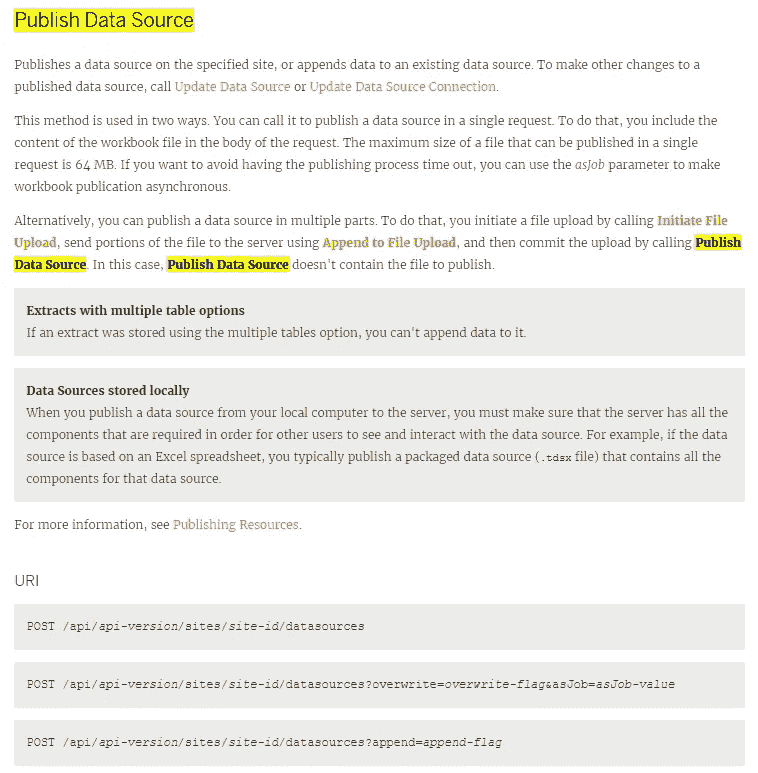 Publish Data Source
Publishes a data source on the specified site, or appends data to an existing data source. To make other changes to a
published data source, call Update Data Source or Update Data Source Connection.
This method is used in two ways. You can call it to publish a data source in a single request. To do that, you include the
content of the workbook file in the body of the request. The maximum size of a file that can be published in a single
request is 64 MB. If you want to avoid having the publishing process time out, you can use the asJob parameter to make
workbook publication asynchronous.
Alternatively, you can publish a data source in multiple parts. To do that, you initiate a file upload by calling Initiate File
Upload, send portions of the file to the server using Append to File Upload, and then commit the upload by calling Publish
Data Source. In this case, Publish Data Source doesn't contain the file to publish.
Extracts with multiple table options
If an extract was stored using the multiple tables option, you can't append data to it.
Data Sources stored locally
When you publish a data source from your local computer to the server, you must make sure that the server has all the
components that are required in order for other users to see and interact with the data source. For example, if the data
source is based on an Excel spreadsheet, you typically publish a packaged data source (.tdsx file) that contains all the
components for that data source.
For more information, see Publishing Resources.
URI
POST /api/api-version/sites/site-id/datasources
POST /api/api-version/sites/site-id/datasources?overwrite=overwrite-flag&asJob=asJob-value
POST /api/api-version/sites/site-id/datasources?append=append-flag